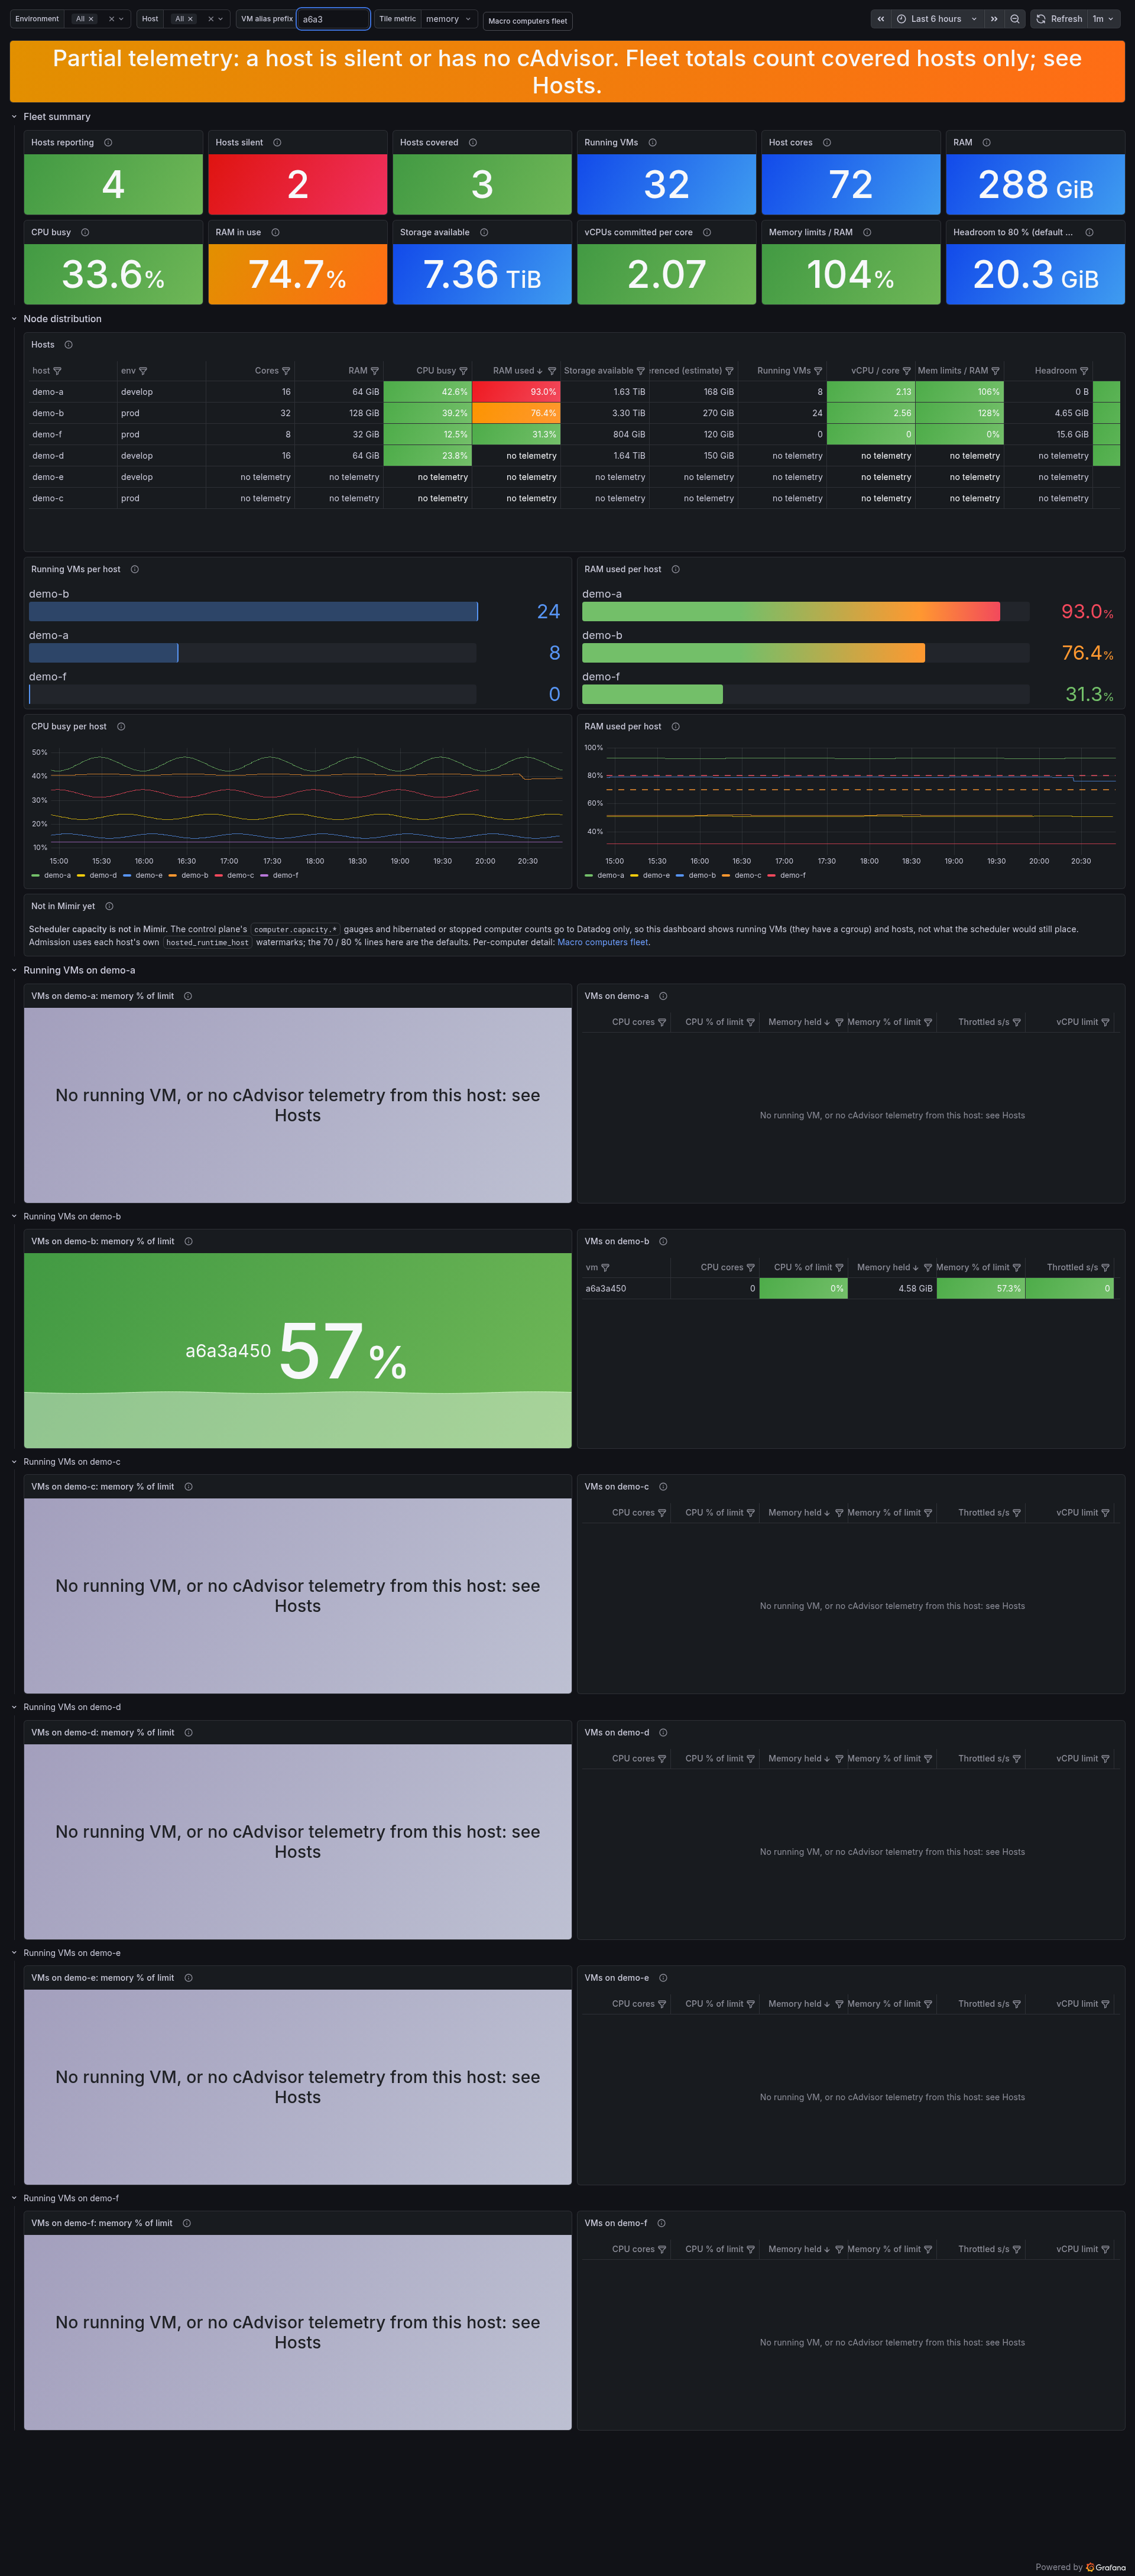 Environment All Host All VM alias prefix a6a3 Tile metric memory Macro computers fleet Last 6 hours Refresh 1m
Partial telemetry: a host is silent or has no cAdvisor. Fleet totals count covered hosts only; see
Hosts.
Fleet summary
Hosts reporting Hosts silent Hosts covered Running VMs Host cores RAM
4 2 3 32 72 288 GiB
CPU busy RAM in use Storage available vCPUs committed per core Memory limits / RAM Headroom to 80 % (default ...
33.6% 74.7% 7.36 TiB 2.07 104% 20.3 GiB
Node distribution
Hosts
host env Cores RAM CPU busy RAM used Storage available erenced (estimate) Running VMs vCPU / core Mem limits / RAM Headroom
demo-a develop 16 64 GiB 42.6% 93.0% 1.63 TiB 168 GiB 8 2.13 106% 0 B
demo-b prod 32 128 GiB 39.2% 76.4% 3.30 TiB 270 GiB 24 2.56 128% 4.65 GiB
demo-f prod 8 32 GiB 12.5% 31.3% 804 GiB 120 GiB 0 0 0% 15.6 GiB
demo-d develop 16 64 GiB 23.8% no telemetry 1.64 TiB 150 GiB no telemetry no telemetry no telemetry no telemetry
demo-e develop no telemetry no telemetry no telemetry no telemetry no telemetry no telemetry no telemetry no telemetry no telemetry no telemetry
demo-c prod no telemetry no telemetry no telemetry no telemetry no telemetry no telemetry no telemetry no telemetry no telemetry no telemetry
Running VMs per host RAM used per host
demo-b demo-a
24 93.0%
demo-a demo-b
8 76.4%
demo-f demo-f
0 31.3%
CPU busy per host RAM used per host
50% 100%
40% 80%
30% 60%
20% 40%
10%
15:00 15:30 16:00 16:30 17:00 17:30 18:00 18:30 19:00 19:30 20:00 20:30 15:00 15:30 16:00 16:30 17:00 17:30 18:00 18:30 19:00 19:30 20:00 20:30
demo-a demo-d demo-e demo-b demo-c demo-f demo-a demo-e demo-b demo-c demo-f
Not in Mimir yet
Scheduler capacity is not in Mimir. The control plane's computer.capacity.* gauges and hibernated or stopped computer counts go to Datadog only, so this dashboard shows running VMs (they have a cgroup) and hosts, not what the scheduler would still place.
Admission uses each host's own hosted_runtime_host watermarks; the 70 / 80 % lines here are the defaults. Per-computer detail: Macro computers fleet.
Running VMs on demo-a
VMs on demo-a: memory % of limit VMs on demo-a
CPU cores CPU % of limit Memory held Memory % of limit Throttled s/s vCPU limit
No running VM, or no cAdvisor telemetry from this host: see
Hosts
No running VM, or no cAdvisor telemetry from this host: see Hosts
Running VMs on demo-b
VMs on demo-b: memory % of limit VMs on demo-b
vm CPU cores CPU % of limit Memory held Memory % of limit Throttled s/s
a6a3a450 0 0% 4.58 GiB 57.3% 0
a6a3a450 57%
Running VMs on demo-c
VMs on demo-c: memory % of limit VMs on demo-c
CPU cores CPU % of limit Memory held Memory % of limit Throttled s/s vCPU limit
No running VM, or no cAdvisor telemetry from this host: see
Hosts
No running VM, or no cAdvisor telemetry from this host: see Hosts
Running VMs on demo-d
VMs on demo-d: memory % of limit VMs on demo-d
CPU cores CPU % of limit Memory held Memory % of limit Throttled s/s vCPU limit
No running VM, or no cAdvisor telemetry from this host: see
Hosts
No running VM, or no cAdvisor telemetry from this host: see Hosts
Running VMs on demo-e
VMs on demo-e: memory % of limit VMs on demo-e
CPU cores CPU % of limit Memory held Memory % of limit Throttled s/s vCPU limit
No running VM, or no cAdvisor telemetry from this host: see
Hosts
No running VM, or no cAdvisor telemetry from this host: see Hosts
Running VMs on demo-f
VMs on demo-f: memory % of limit VMs on demo-f
CPU cores CPU % of limit Memory held Memory % of limit Throttled s/s vCPU limit
No running VM, or no cAdvisor telemetry from this host: see
Hosts
No running VM, or no cAdvisor telemetry from this host: see Hosts
Powered by Grafana